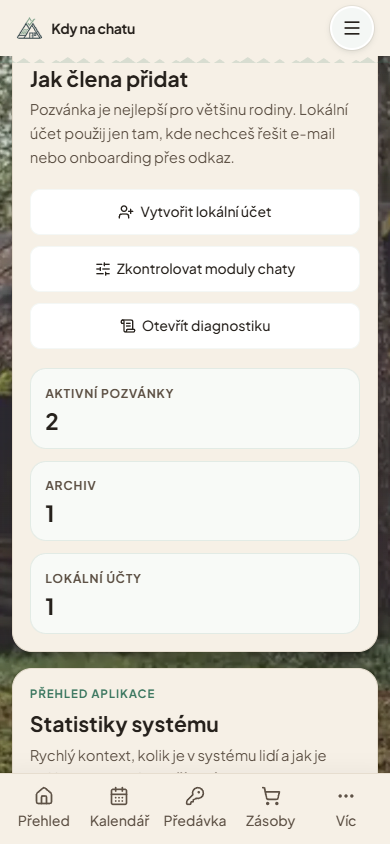 Kdy na chatu
Jak člena přidat
Pozvánka je nejlepší pro většinu rodiny. Lokální
účet použij jen tam, kde nechceš řešit e-mail
nebo onboarding přes odkaz.
Vytvořit lokální účet
Zkontrolovat moduly chaty
Otevřít diagnostiku
AKTIVNÍ POZVÁNKY
2
ARCHIV
1
LOKÁLNÍ ÚČTY
1
PŘEHLED APLIKACE
Statistiky systému
Rychlý kontext, kolik je v systému lidí a jak je
Přehled
Kalendář
Předávka
Zásoby
Víc